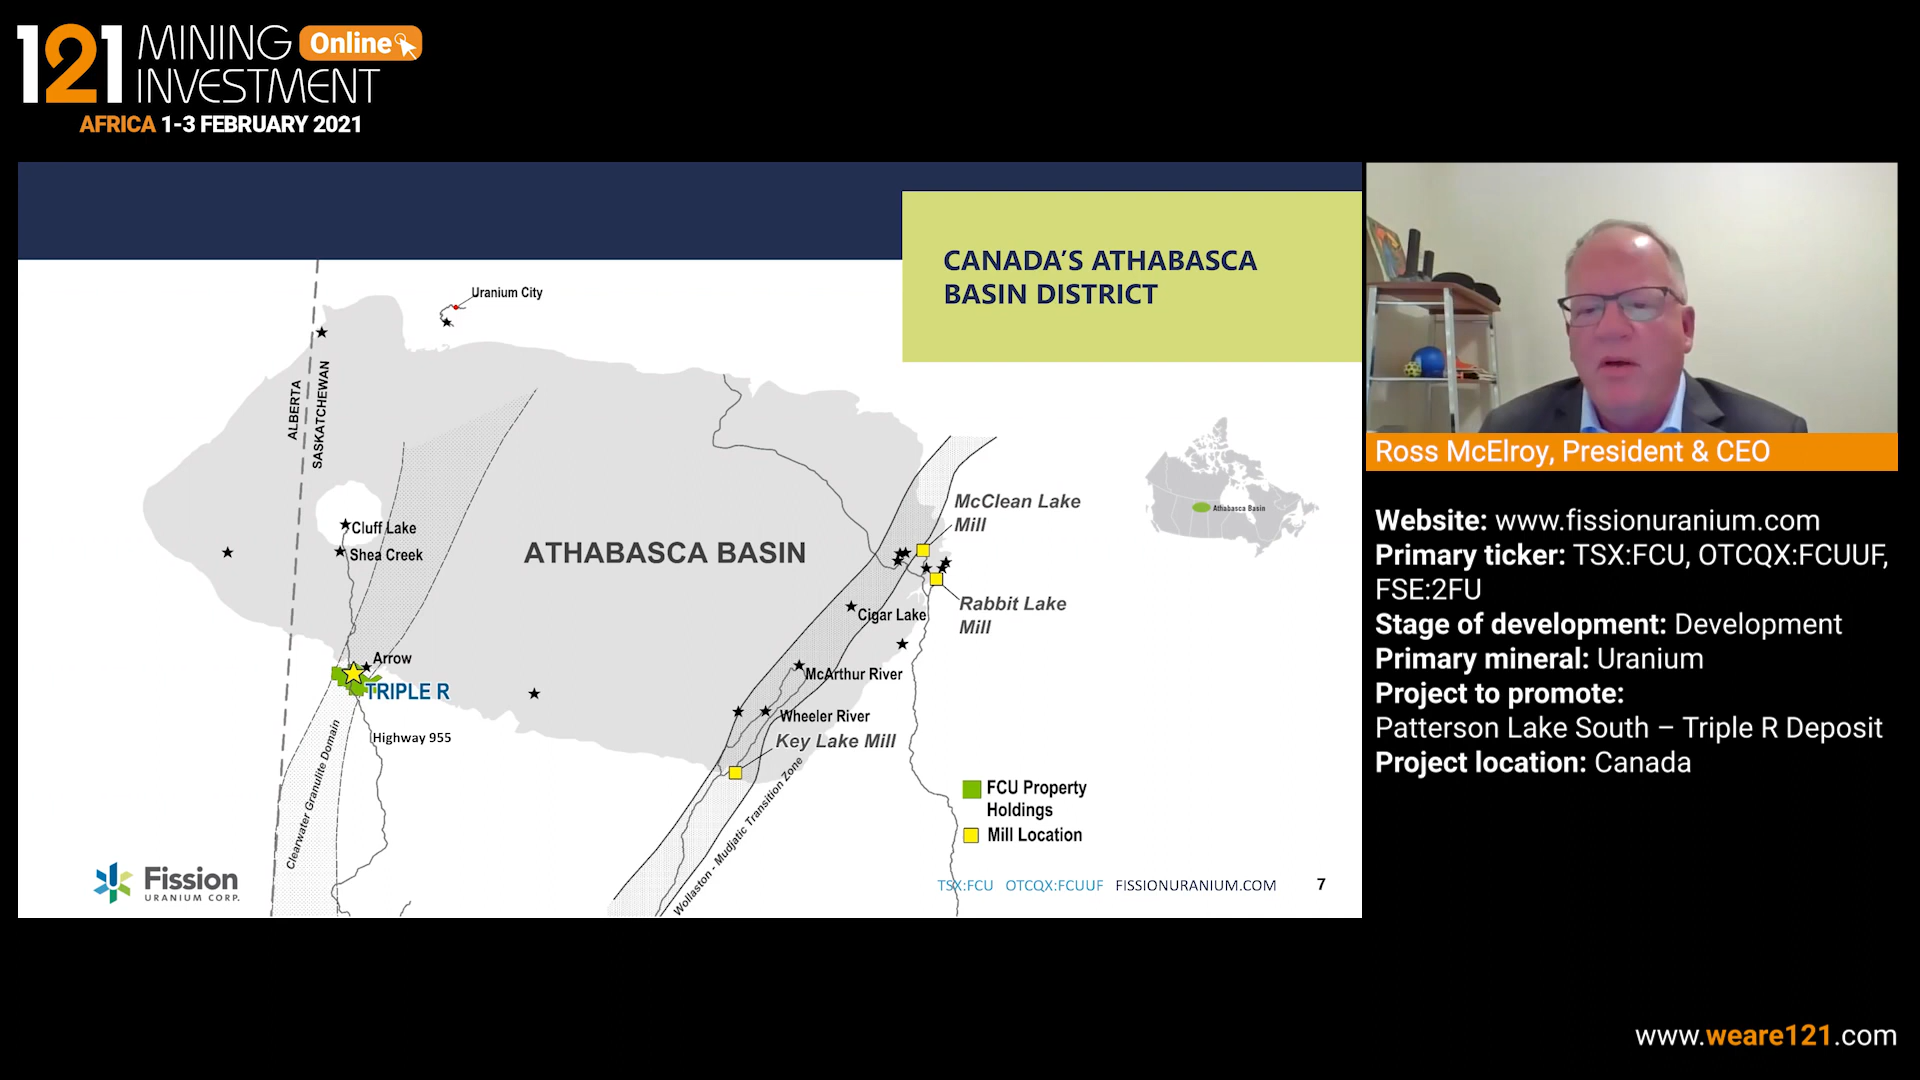 121 MINING Online
INVESTMENT
AFRICA 1-3 FEBRUARY 2021
CANADA'S ATHABASCA
BASIN DISTRICT
Uranium City
ALBERTA
SASKATCHEWAN
Cluff Lake
Shea Creek
ATHABASCA BASIN
McClean Lake
Mill
Rabbit Lake
Mill
Cigar Lake
McArthur River
Wheeler River
Key Lake Mill
Arrow
TRIPLE R
Highway 955
Clearwater Granulite Domain
Wollaston - Mudjatic Transition Zone
Athabasca Basin
FCU Property
Holdings
Mill Location
Fission
URANIUM CORP.
TSX:FCU OTCQX:FCUUF FISSIONURANIUM.COM 7
Ross McElroy, President & CEO
Website: www.fissionuranium.com
Primary ticker: TSX:FCU, OTCQX:FCUUF,
FSE:2FU
Stage of development: Development
Primary mineral: Uranium
Project to promote:
Patterson Lake South – Triple R Deposit
Project location: Canada
www.weare121.com